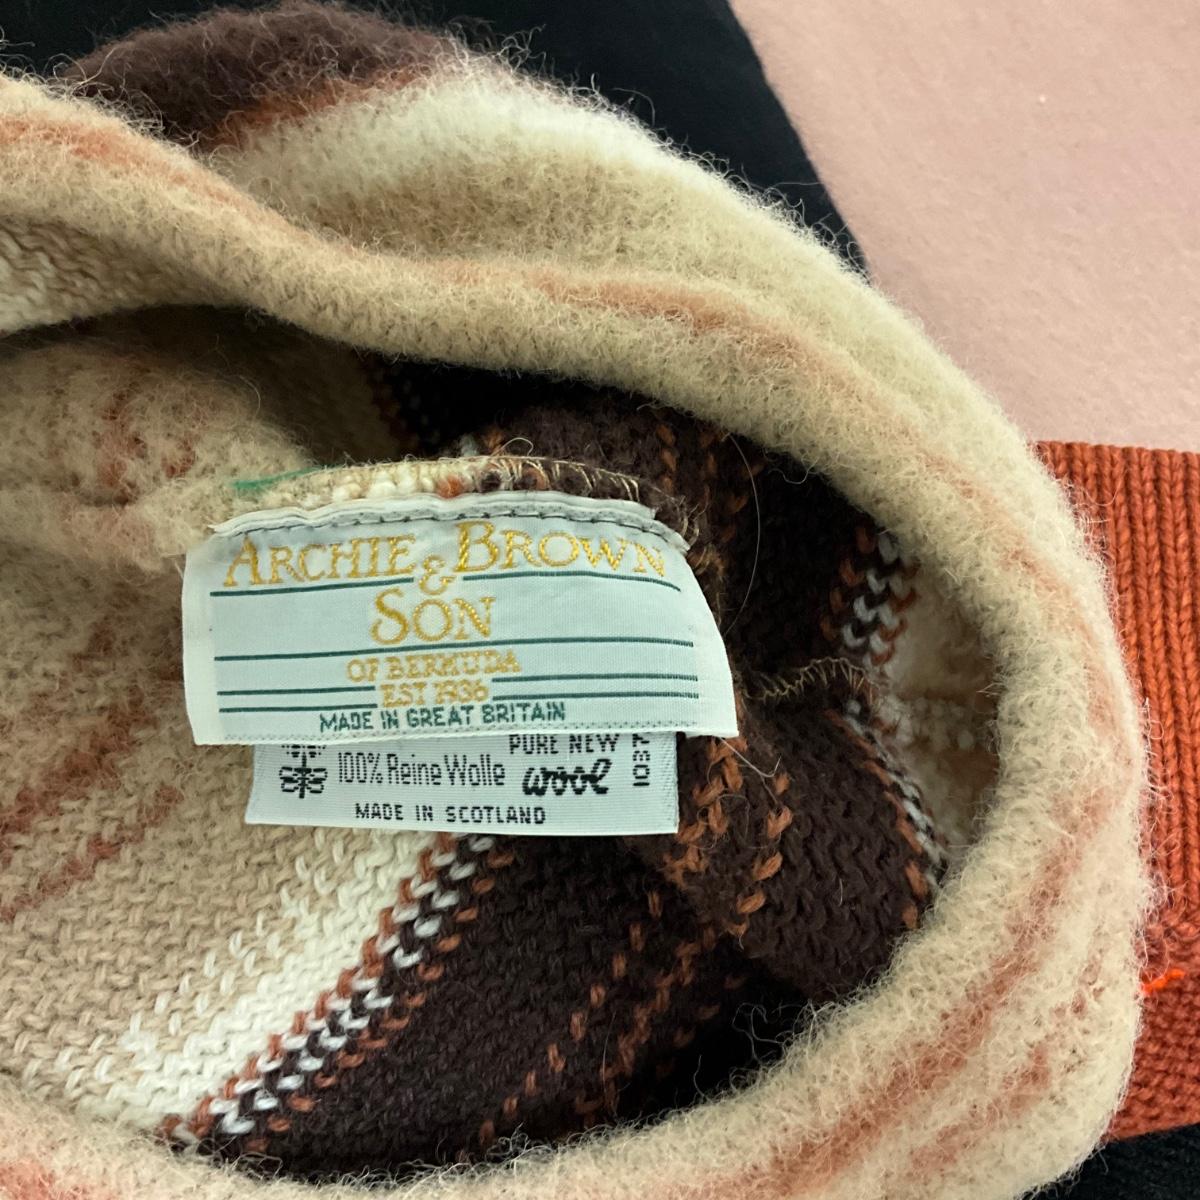 ARCHIE BROWN
&
SON
OF BERMUDA
EST 1936
MADE IN GREAT BRITAIN
PURE NEW
100% Reine Wolle wool
MADE IN SCOTLAND